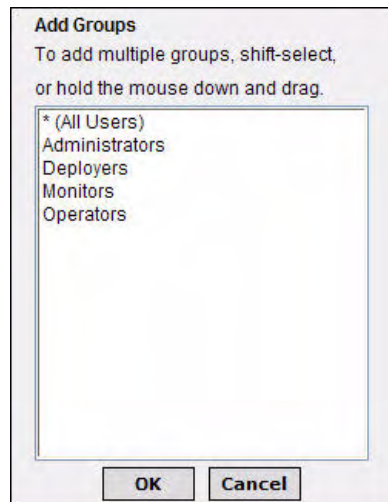 Add Groups
To add multiple groups, shift-select,
or hold the mouse down and drag.
* (All Users)
Administrators
Deployers
Monitors
Operators
OK Cancel